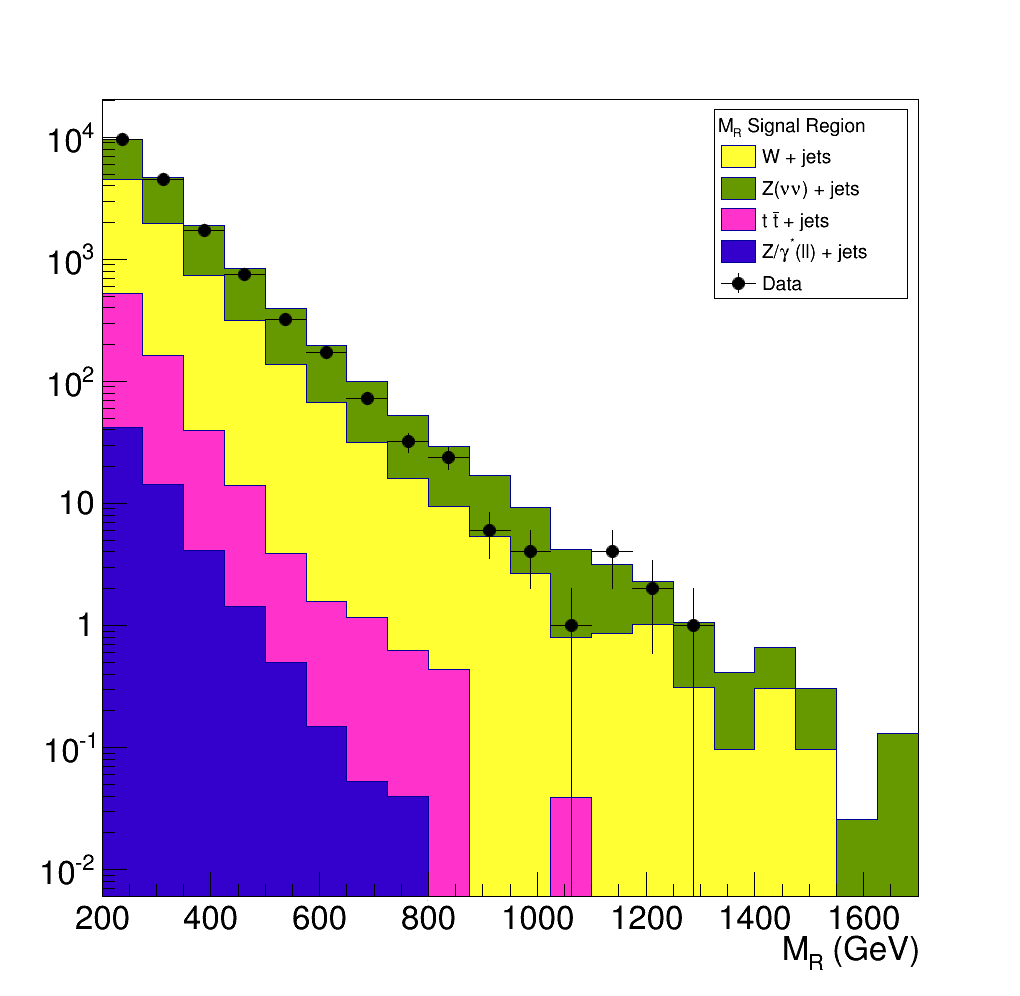 M_R Signal Region
W + jets
Z(νν) + jets
t t̄ + jets
Z/γ*(ll) + jets
Data
10^4
10^3
10^2
10
1
10^-1
10^-2
200 400 600 800 1000 1200 1400 1600
M_R (GeV)